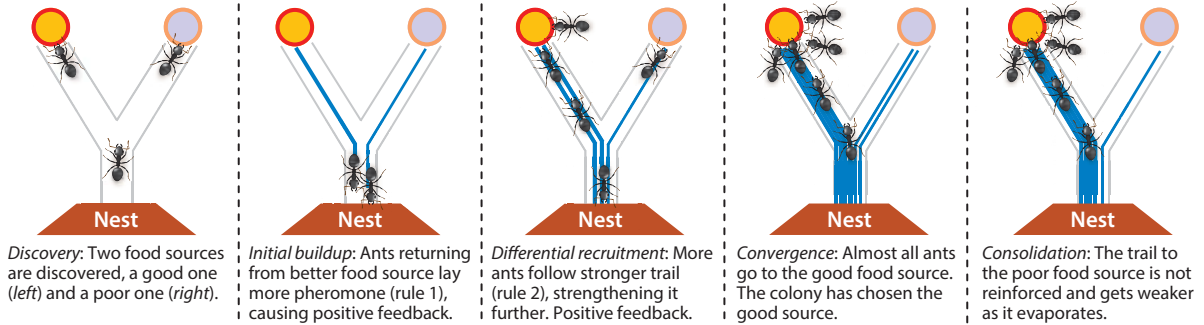 Nest
Discovery: Two food sources
are discovered, a good one
(left) and a poor one (right).
Nest
Initial buildup: Ants returning
from better food source lay
more pheromone (rule 1),
causing positive feedback.
Nest
Differential recruitment: More
ants follow stronger trail
(rule 2), strengthening it
further. Positive feedback.
Nest
Convergence: Almost all ants
go to the good food source.
The colony has chosen the
good source.
Nest
Consolidation: The trail to
the poor food source is not
reinforced and gets weaker
as it evaporates.